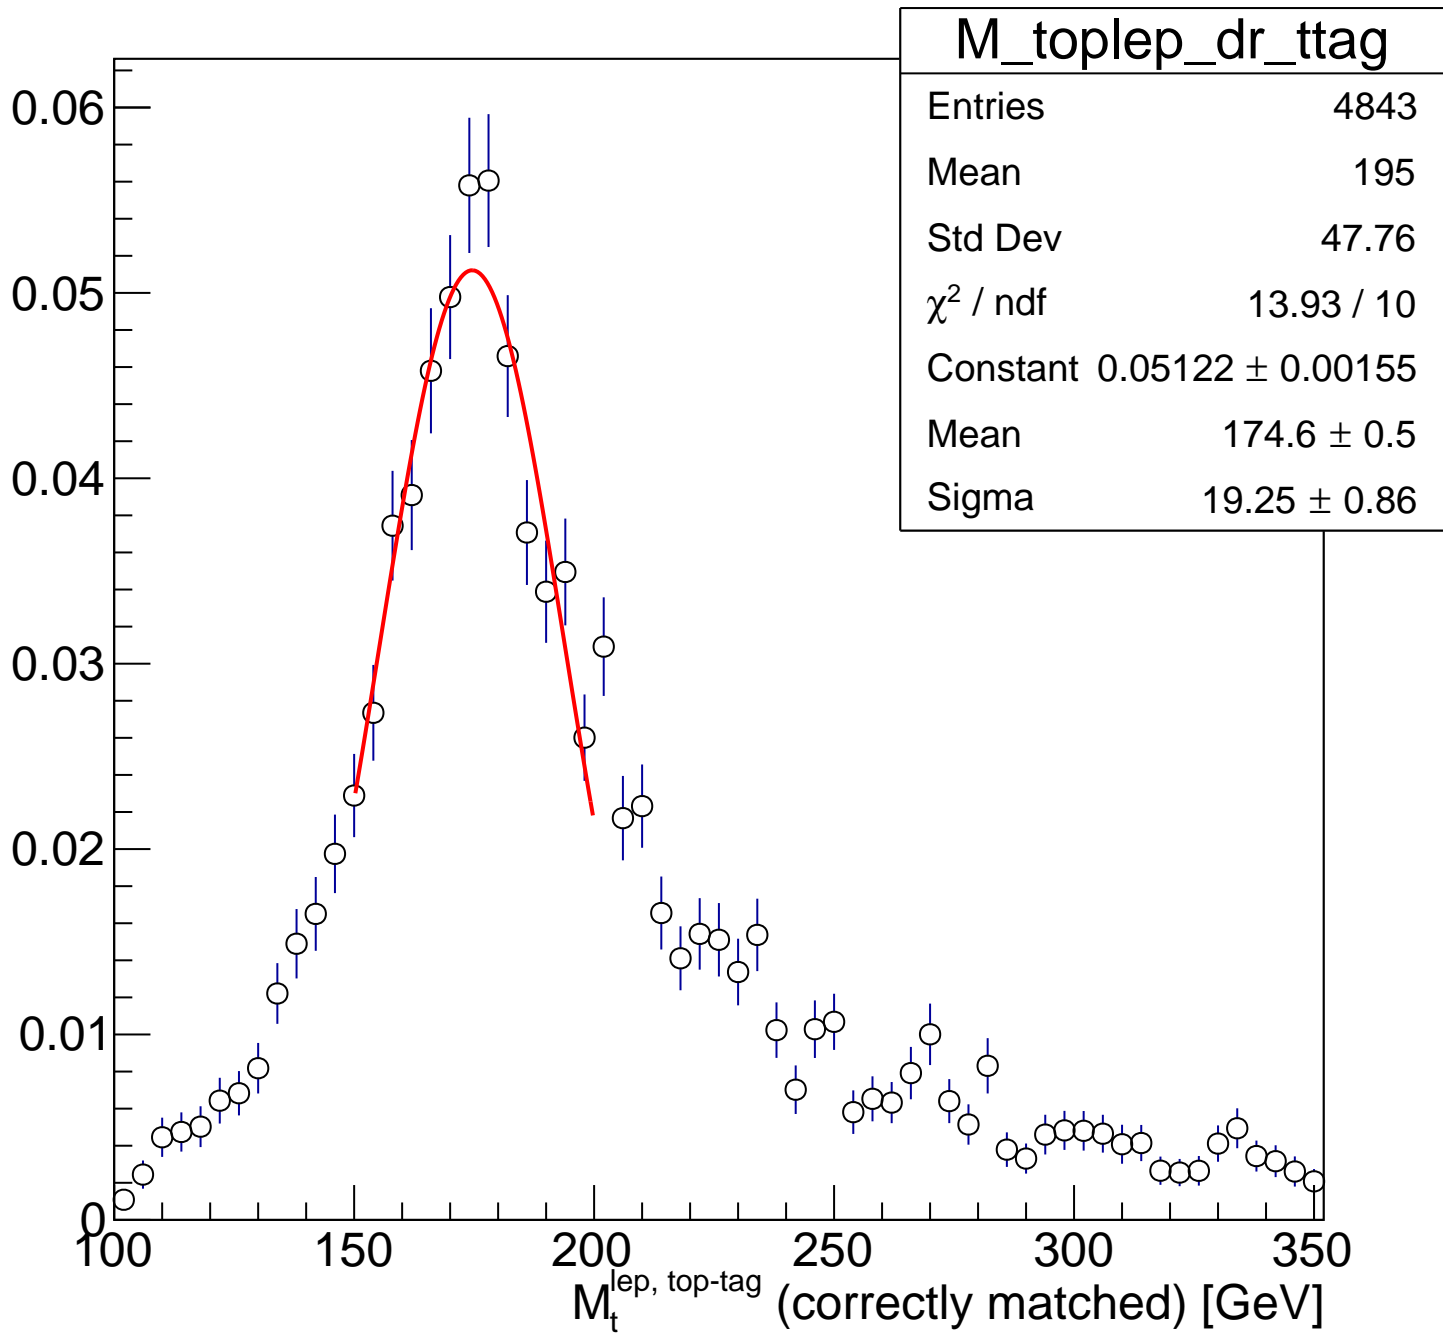 M_toplep_dr_ttag
Entries 4843
Mean 195
Std Dev 47.76
χ² / ndf 13.93 / 10
Constant 0.05122 ± 0.00155
Mean 174.6 ± 0.5
Sigma 19.25 ± 0.86
0.06
0.05
0.04
0.03
0.02
0.01
0
100 150 200 250 300 350
M_t^{lep, top-tag} (correctly matched) [GeV]